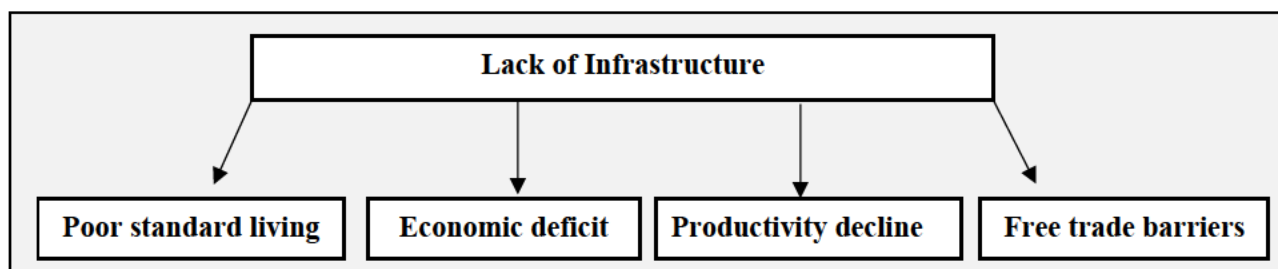 Lack of Infrastructure
Poor standard living
Economic deficit
Productivity decline
Free trade barriers